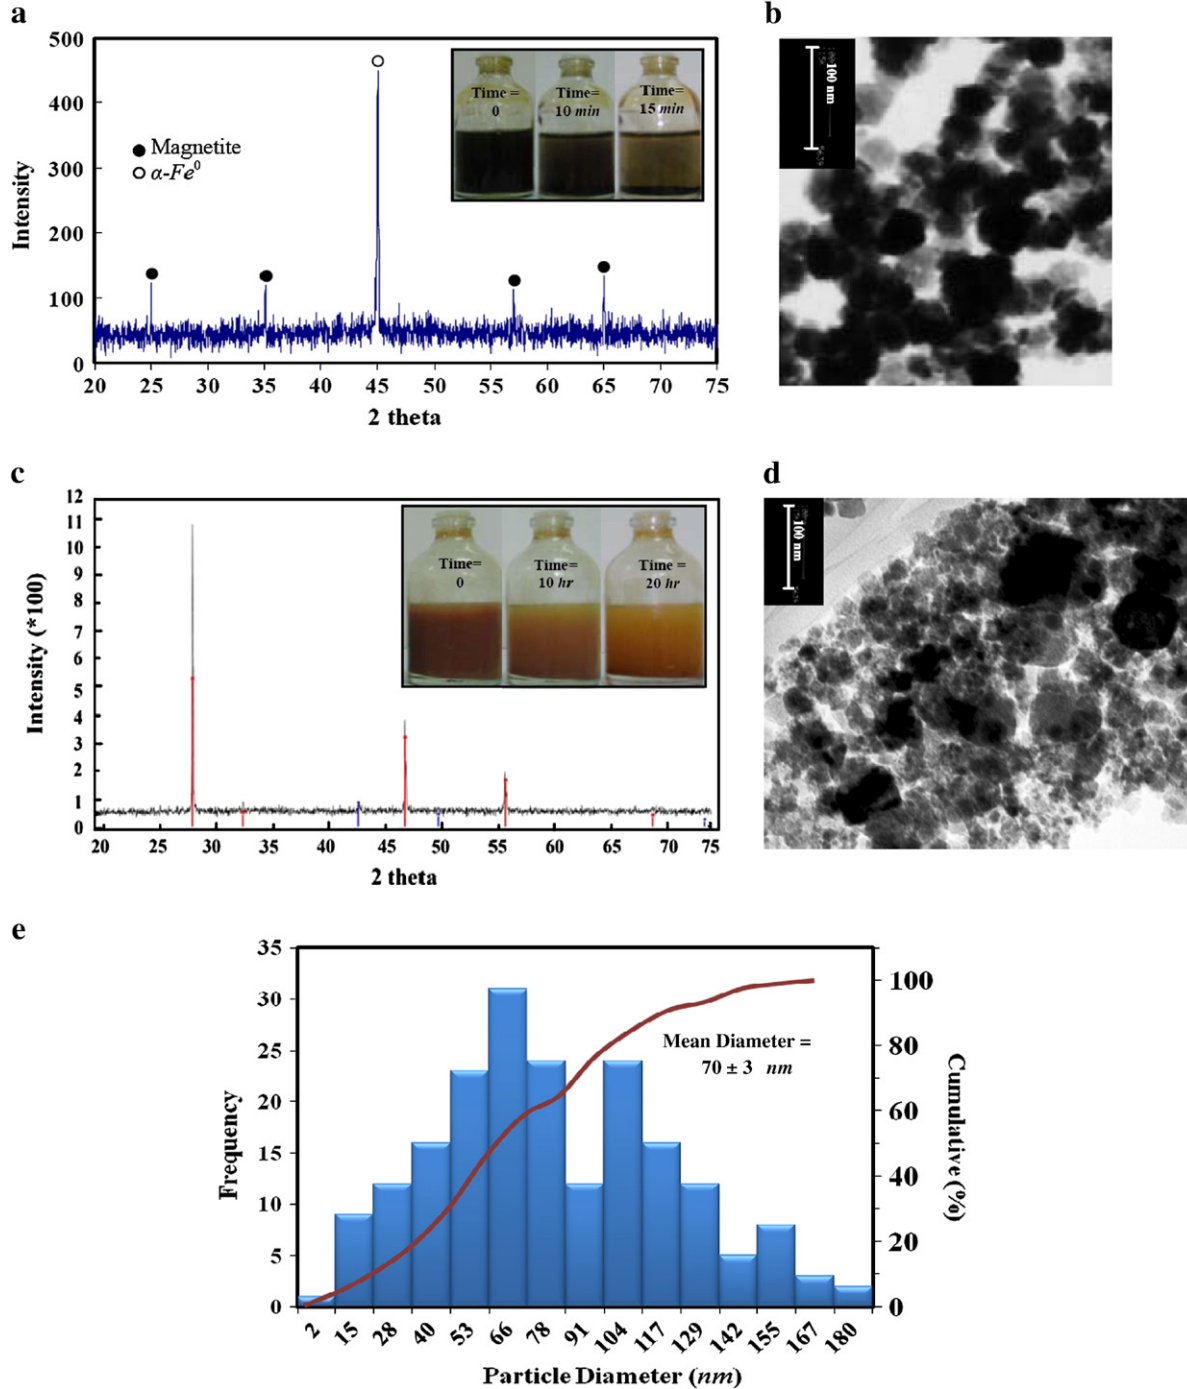 a
500
400
300
200
100
0
Intensity
Magnetite
α-Fe⁰
Time =
0
Time=
10 min
Time=
15 min
20 25 30 35 40 45 50 55 60 65 70 75
2 theta
b
100 nm
c
12
11
10
9
8
7
6
5
4
3
2
1
0
Intensity (*100)
Time=
0
Time=
10 hr
Time =
20 hr
20 25 30 35 40 45 0 50 55 60 65 70 75
2 theta
d
100 nm
e
35
30
25
20
15
10
5
0
Frequency
Mean Diameter =
70 ± 3 nm
100
80
60
40
20
0
Cumulative (%)
2 15 28 40 53 66 78 91 104 117 129 142 155 167 180
Particle Diameter (nm)